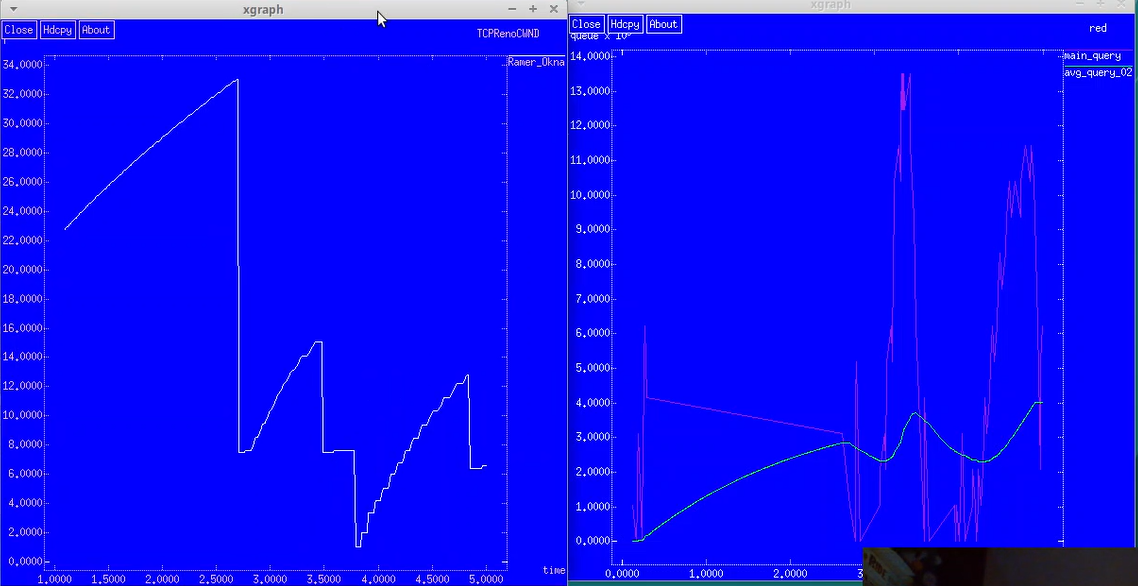 xgraph
Close Hdcpy About
TCPRenoCWND
Ramer_Okna
34.0000
32.0000
30.0000
28.0000
26.0000
24.0000
22.0000
20.0000
18.0000
16.0000
14.0000
12.0000
10.0000
8.0000
6.0000
4.0000
2.0000
0.0000
time
1.0000 1.5000 2.0000 2.5000 3.0000 3.5000 4.0000 4.5000 5.0000
xgraph
Close Hdcpy About
red
queue x 10
main_query
avg_query_02
14.0000
13.0000
12.0000
11.0000
10.0000
9.0000
8.0000
7.0000
6.0000
5.0000
4.0000
3.0000
2.0000
1.0000
0.0000
0.0000 1.0000 2.0000 3